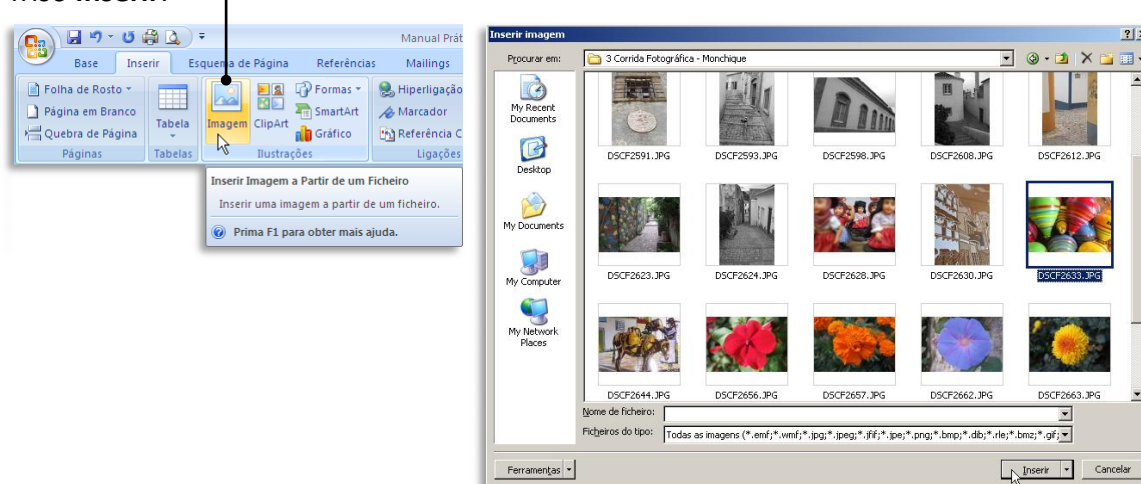 Manual Prát
Base Inserir Esquema de Página Referências Mailings
Folha de Rosto
Página em Branco
Quebra de Página
Páginas
Tabela
Tabelas
Imagem
ClipArt
Formas
SmartArt
Gráfico
Ilustrações
Hiperligação
Marcador
Referência C
Ligações
Inserir Imagem a Partir de um Ficheiro
Inserir uma imagem a partir de um ficheiro.
Prima F1 para obter mais ajuda.
Inserir imagem
Procurar em: 3 Corrida Fotográfica - Monchique
My Recent
Documents
Desktop
My Documents
My Computer
My Network
Places
DSCF2591.JPG DSCF2593.JPG DSCF2598.JPG DSCF2608.JPG DSCF2612.JPG
DSCF2623.JPG DSCF2624.JPG DSCF2628.JPG DSCF2630.JPG DSCF2633.JPG
DSCF2644.JPG DSCF2656.JPG DSCF2657.JPG DSCF2662.JPG DSCF2663.JPG
Nome de ficheiro:
Ficheiros do tipo: Todas as imagens (*.emf;*.wmf;*.jpg;*.jpeg;*.jfif;*.jpe;*.png;*.bmp;*.dib;*.rle;*.bmz;*.gif;
Ferramentas Inserir Cancelar